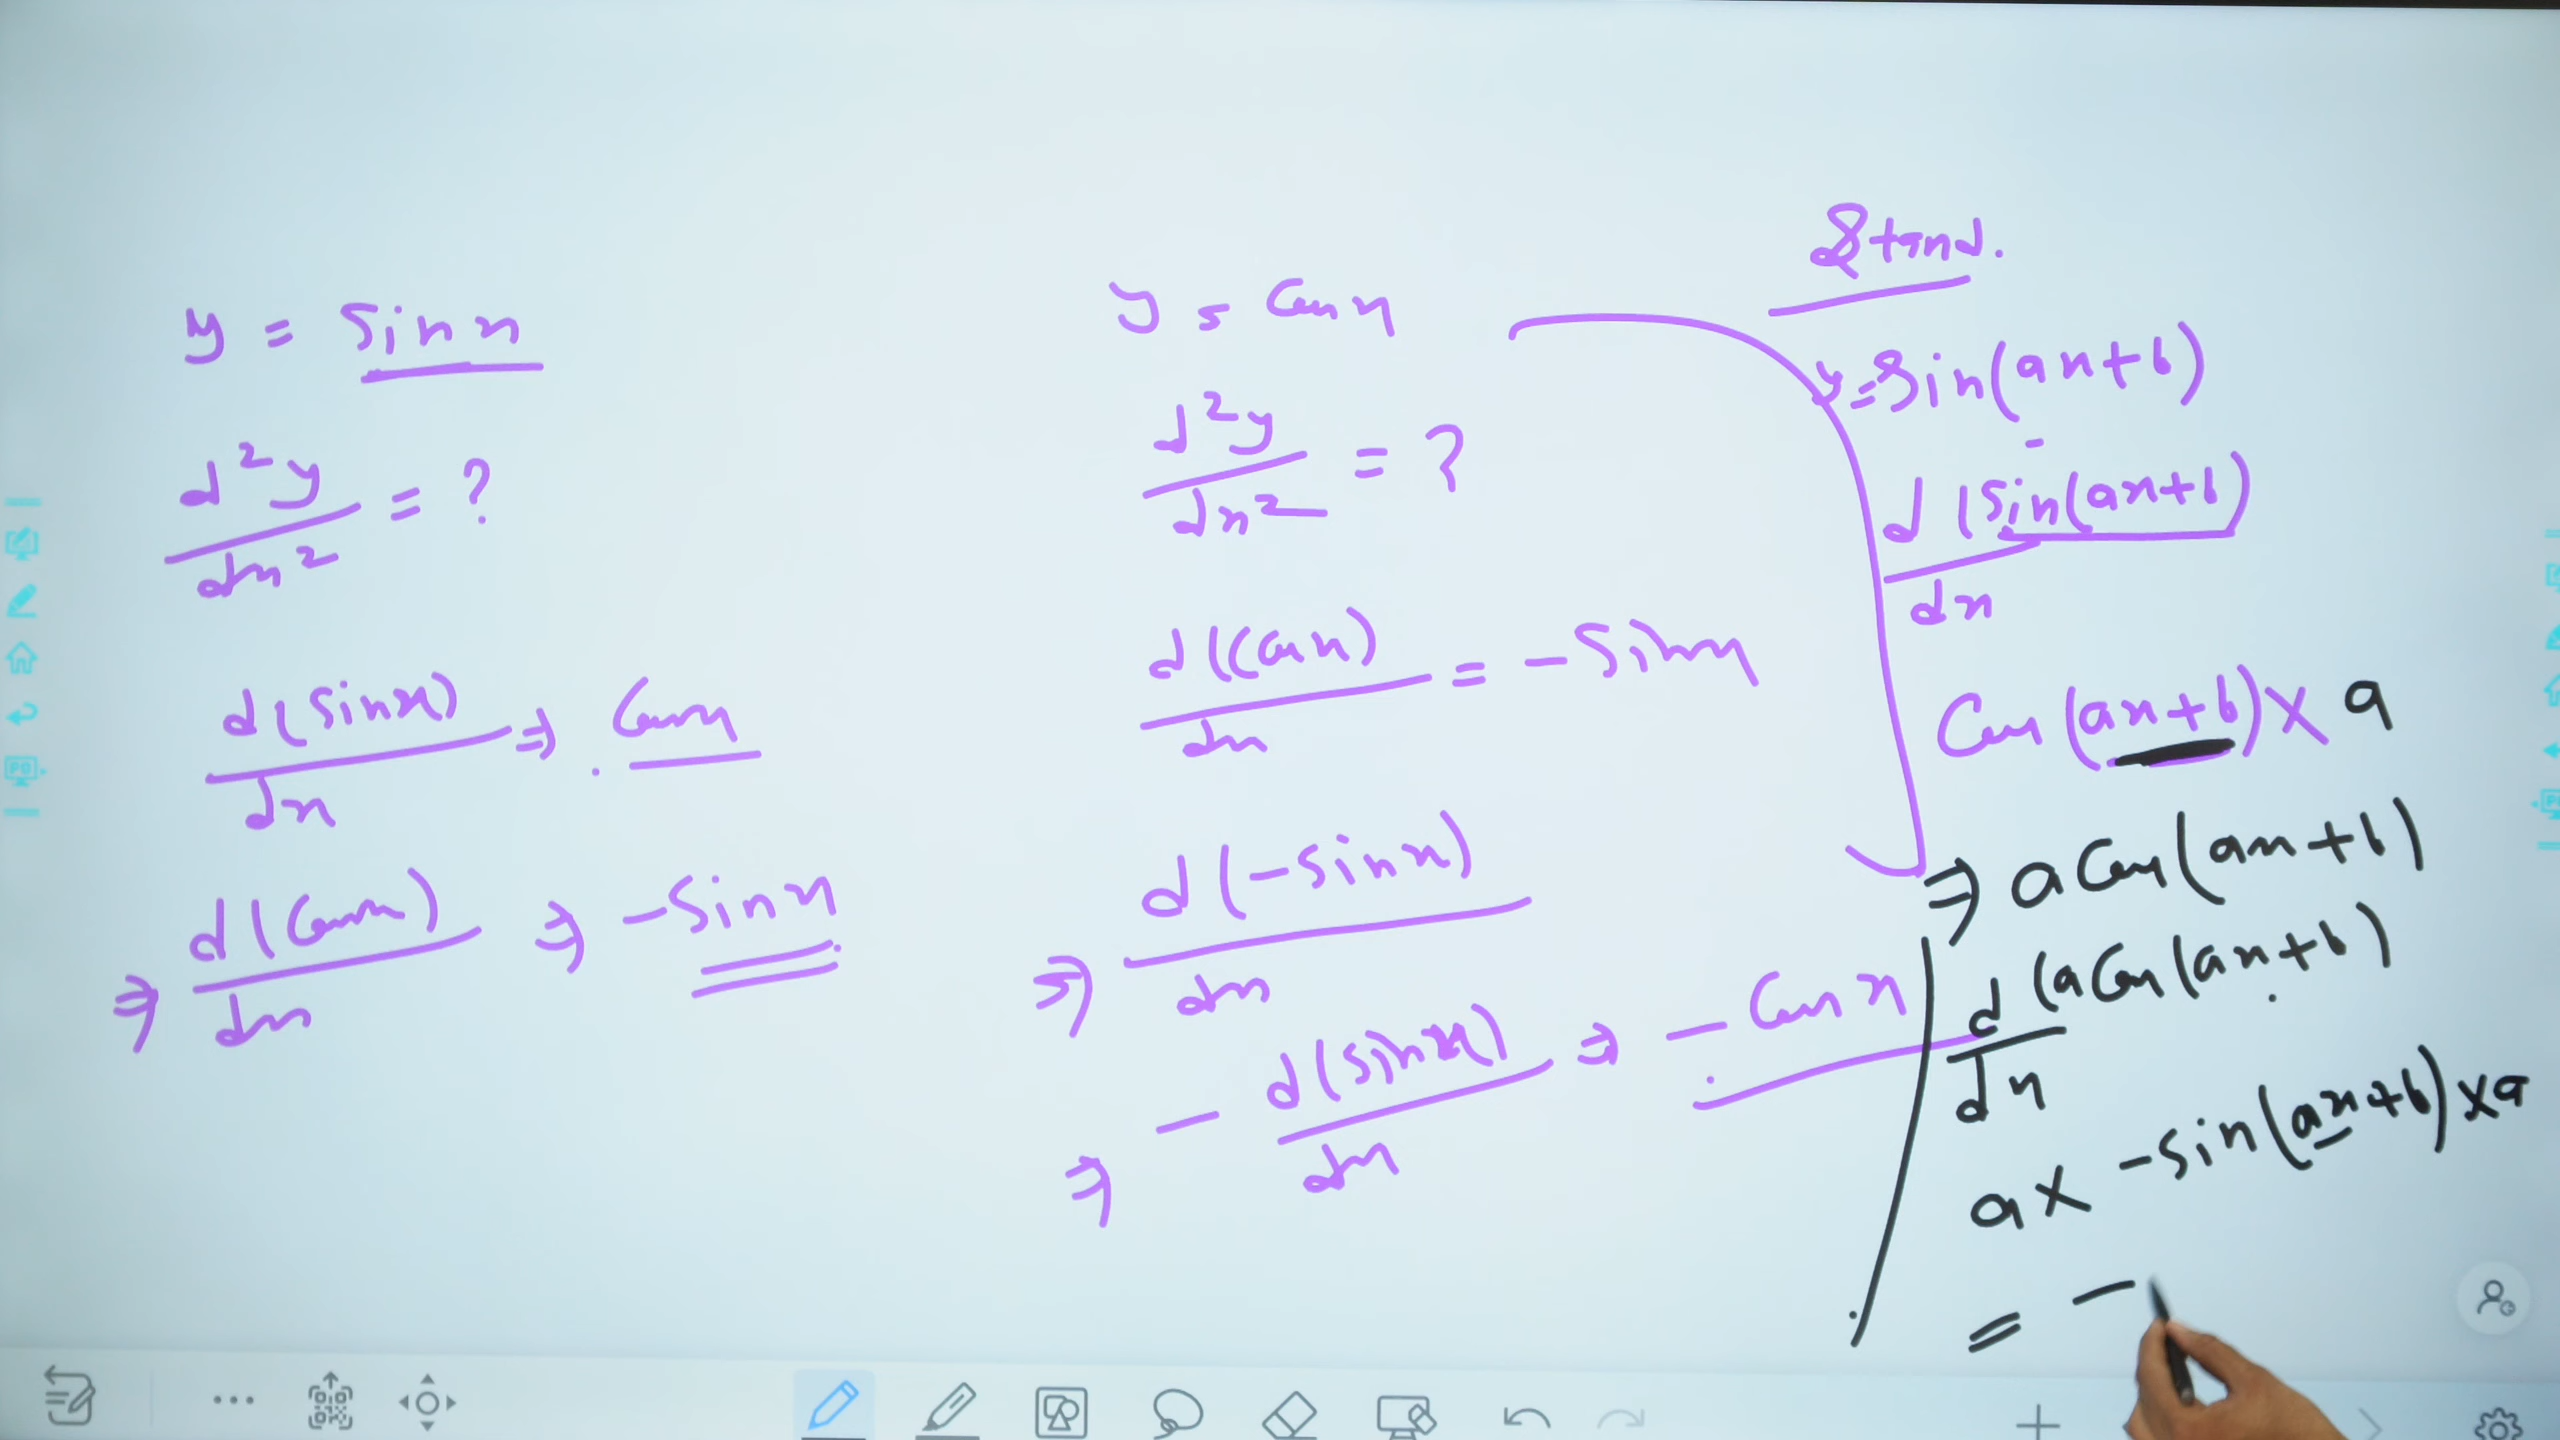 y = sin x
d²y/dx² = ?
d(sin x)/dx ⇒ Cos x
⇒ d(Cos x)/dx ⇒ -sin x
y = Cos x
d²y/dx² = ?
d(Cos x)/dx = -sin x
⇒ d(-sin x)/dx
⇒ - d(sin x)/dx ⇒ - Cos x
Stand.
y = Sin(ax+b)
d(sin(ax+b)/dx
Cos(ax+b) × a
⇒ a Cos(ax+b)
d(a Cos(ax+b)/dx
a × -sin(ax+b) × a
= -